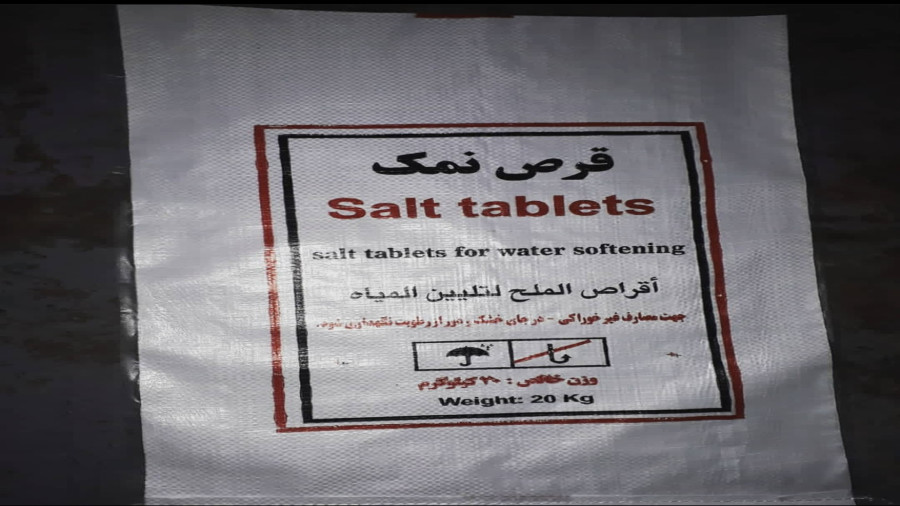 قرص نمک
Salt tablets
salt tablets for water softening
أقراص الملح لتليين المياه
جهت مصارف غیر خوراکی - در جای خشک و دور از رطوبت نگهداری شود.
وزن خالص : ۲۰ کیلوگرم
Weight: 20 Kg